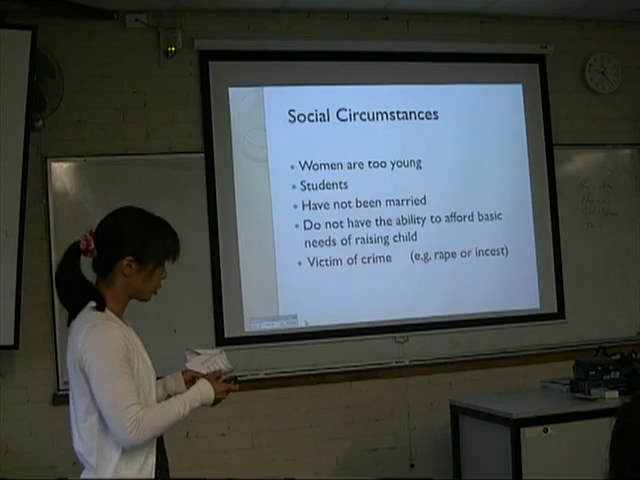 Social Circumstances
Women are too young
Students
Have not been married
Do not have the ability to afford basic
needs of raising child
Victim of crime (e.g, rape or incest)